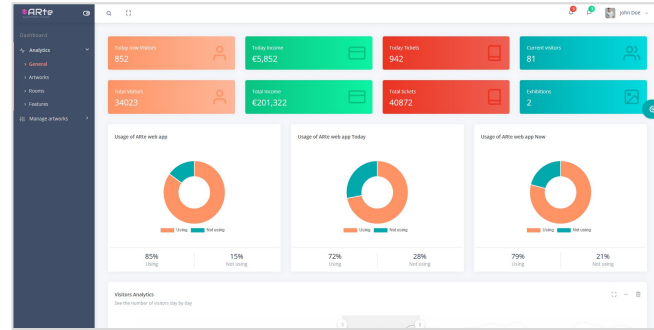 ARte
John Doe
Dashboard
Analytics
General
Artworks
Rooms
Features
Manage artworks
Today new Visitors
852
Today Income
€5,852
Today Tickets
942
Current visitors
81
Total Visitors
34023
Total Income
€201,322
Total tickets
40872
Exhibitions
2
Usage of ARte web app
Using Not using
85% 15%
Using Not using
Usage of ARte web app Today
Using Not using
72% 28%
Using Not using
Usage of ARte web app Now
Using Not using
79% 21%
Using Not using
Visitors Analytics
See the number of visitors day by day